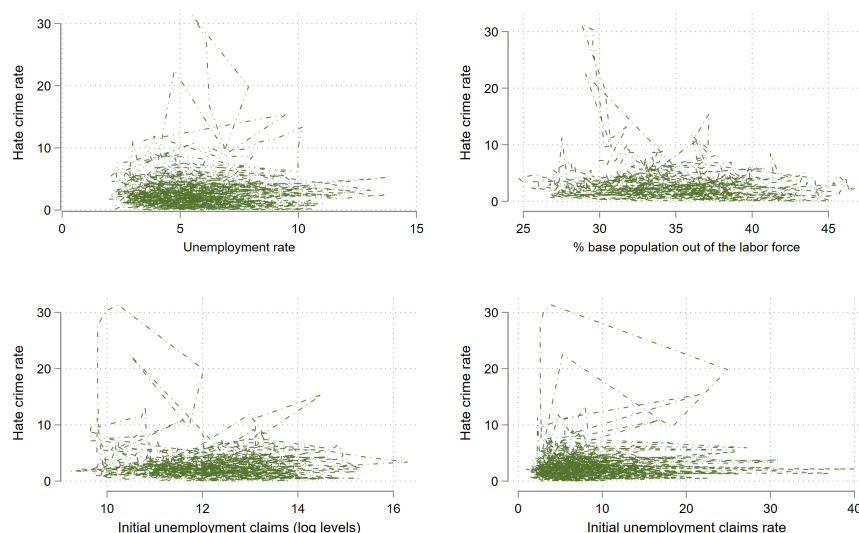 30
20
10
0
Hate crime rate
0 5 10 15
Unemployment rate
30
20
10
0
Hate crime rate
25 30 35 40 45
% base population out of the labor force
30
20
10
0
Hate crime rate
10 12 14 16
Initial unemployment claims (log levels)
30
20
10
0
Hate crime rate
0 10 20 30 40
Initial unemployment claims rate